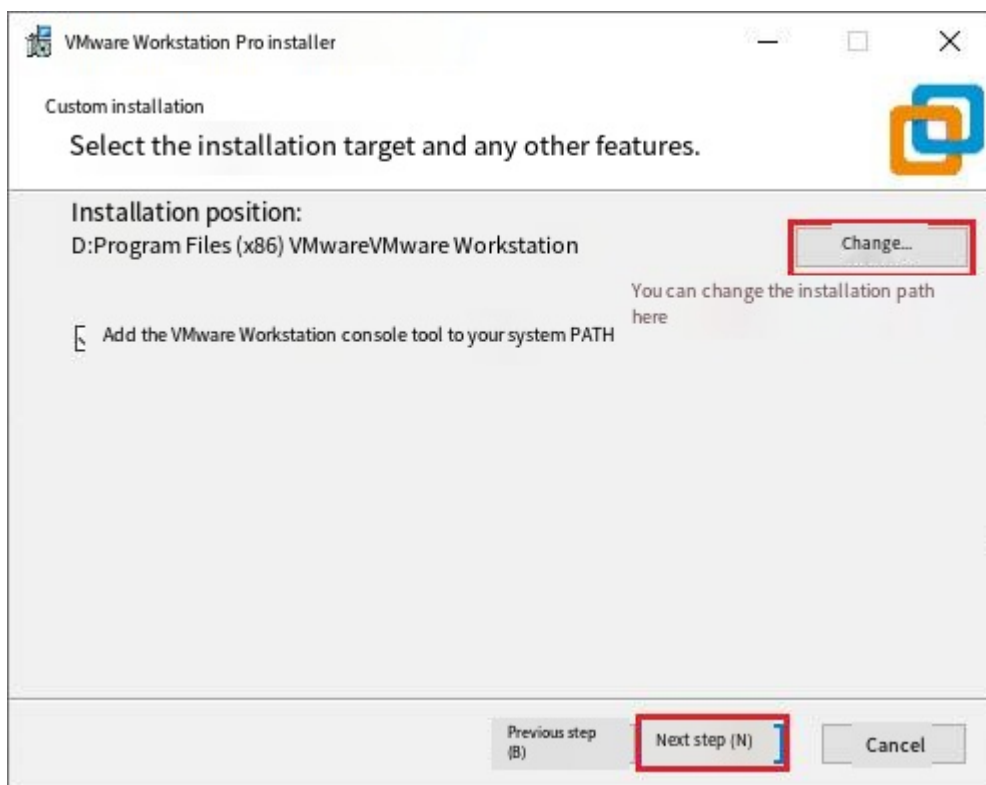 VMware Workstation Pro installer
Custom installation
Select the installation target and any other features.
Installation position:
D:Program Files (x86) VMwareVMware Workstation
Change...
You can change the installation path
here
Add the VMware Workstation console tool to your system PATH
Previous step
(B)
Next step (N)
Cancel